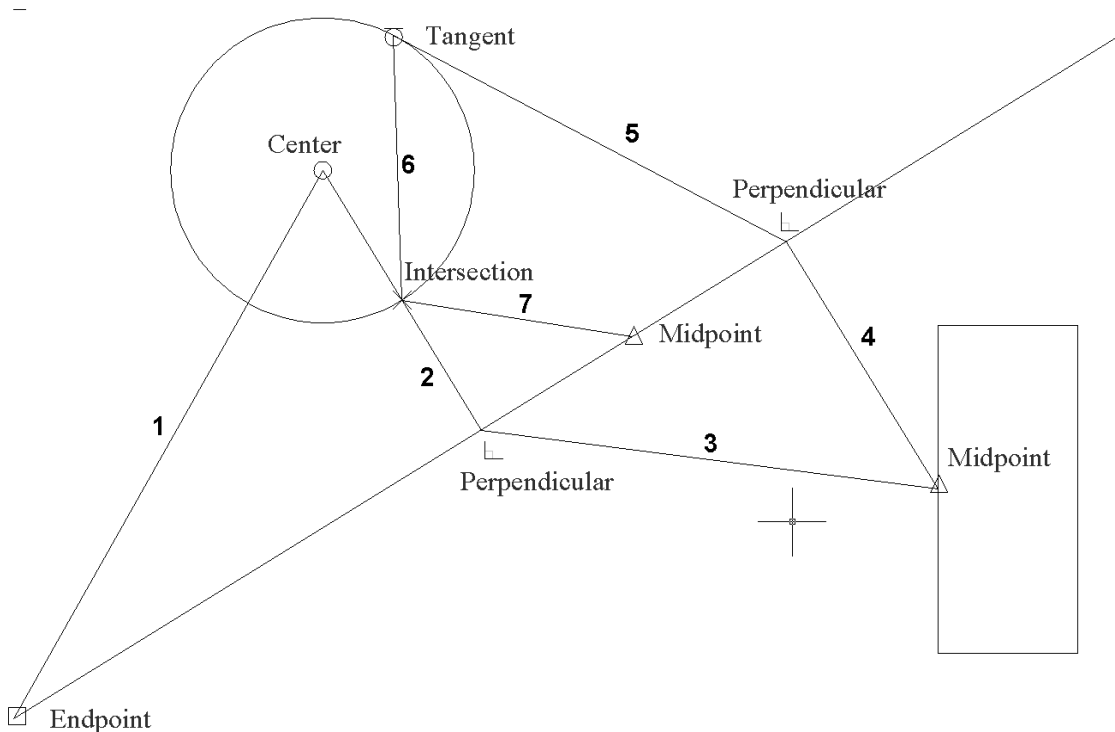 Tangent
5
Center
6
Perpendicular
Intersection
7
Midpoint
4
2
1
3
Midpoint
Perpendicular
Endpoint